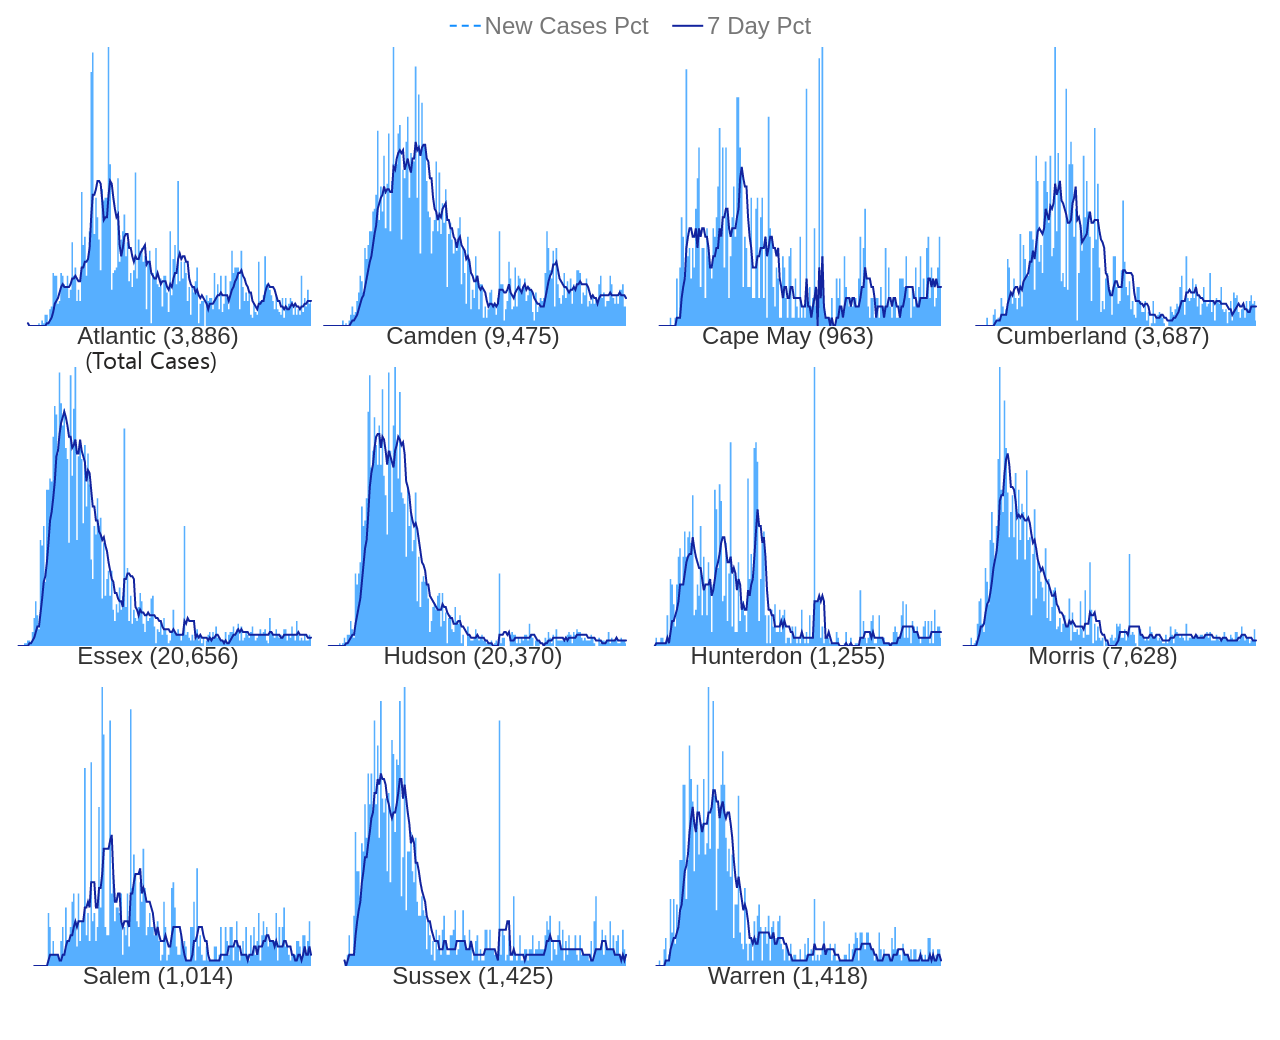 New Cases Pct 7 Day Pct
Atlantic (3,886) Camden (9,475) Cape May (963) Cumberland (3,687)
(Total Cases)
Essex (20,656) Hudson (20,370) Hunterdon (1,255) Morris (7,628)
Salem (1,014) Sussex (1,425) Warren (1,418)